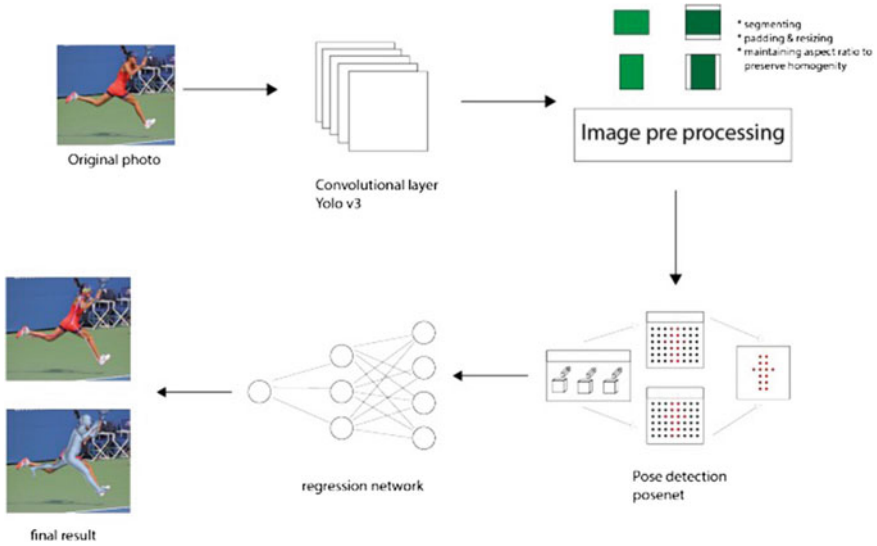 * segmenting
* padding & resizing
* maintaining aspect ratio to
preserve homogenity
Image pre processing
Original photo
Convolutional layer
Yolo v3
Pose detection
posenet
regression network
final result